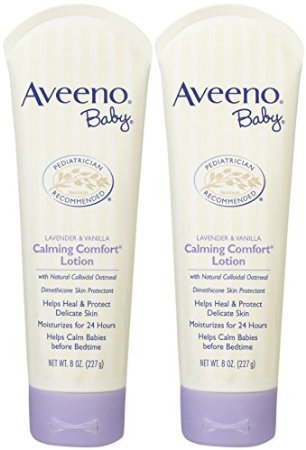 Aveeno®
Baby®
PEDIATRICIAN
RECOMMENDED®
LAVENDER & VANILLA
Calming Comfort®
Lotion
with Natural Colloidal Oatmeal
Dimethicone Skin Protectant
Helps Heal & Protect
Delicate Skin
Moisturizes for 24 Hours
Helps Calm Babies
before Bedtime
NET WT. 8 OZ. (227g)
Aveeno®
Baby®
PEDIATRICIAN
RECOMMENDED®
LAVENDER & VANILLA
Calming Comfort®
Lotion
with Natural Colloidal Oatmeal
Dimethicone Skin Protectant
Helps Heal & Protect
Delicate Skin
Moisturizes for 24 Hours
Helps Calm Babies
before Bedtime
NET WT. 8 OZ. (227g)